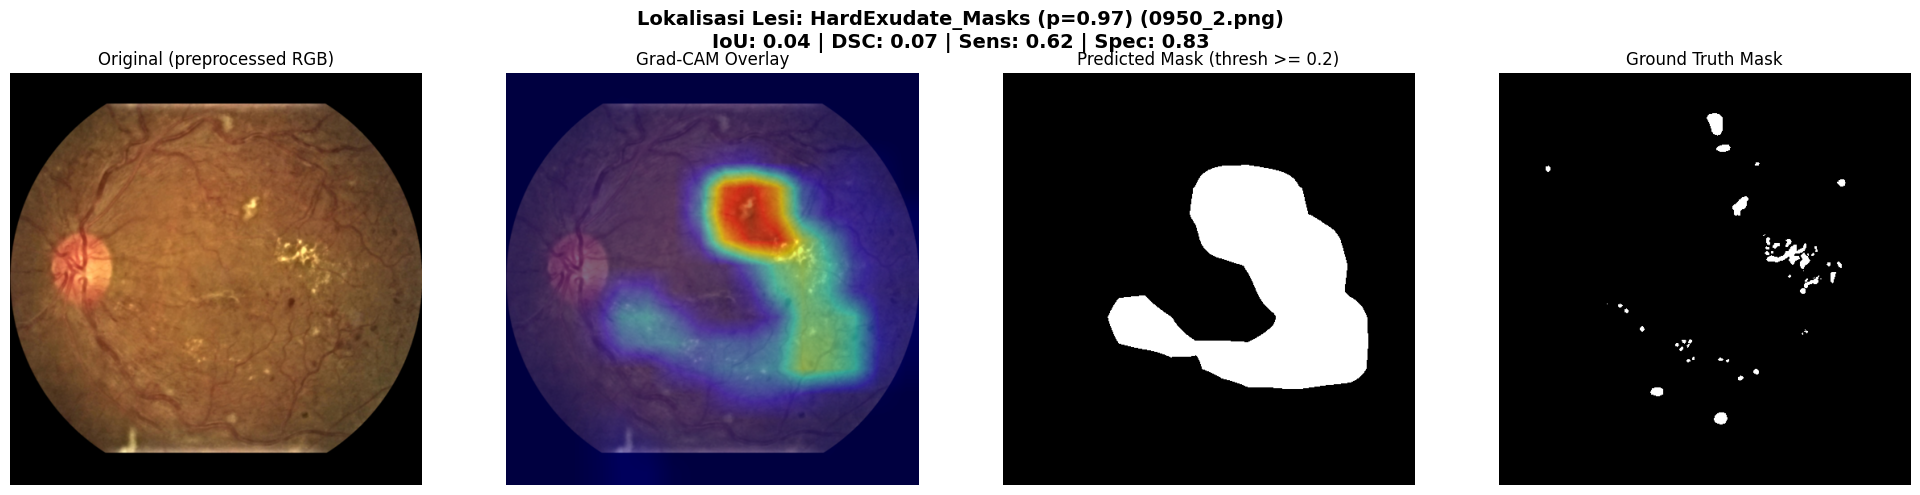 Lokalisasi Lesi: HardExudate_Masks (p=0.97) (0950_2.png)
IoU: 0.04 | DSC: 0.07 | Sens: 0.62 | Spec: 0.83
Original (preprocessed RGB)
Grad-CAM Overlay
Predicted Mask (thresh >= 0.2)
Ground Truth Mask